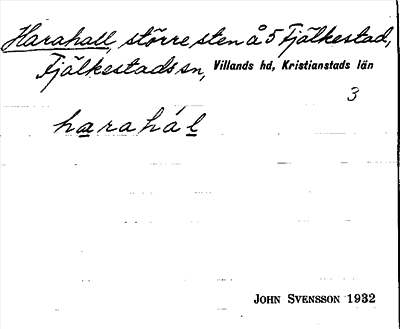 Harahall, större sten å 5 Fjälkestad,
Fjälkestads sn, Villands hd, Kristianstads län
3
harahál
JOHN SVENSSON 1932